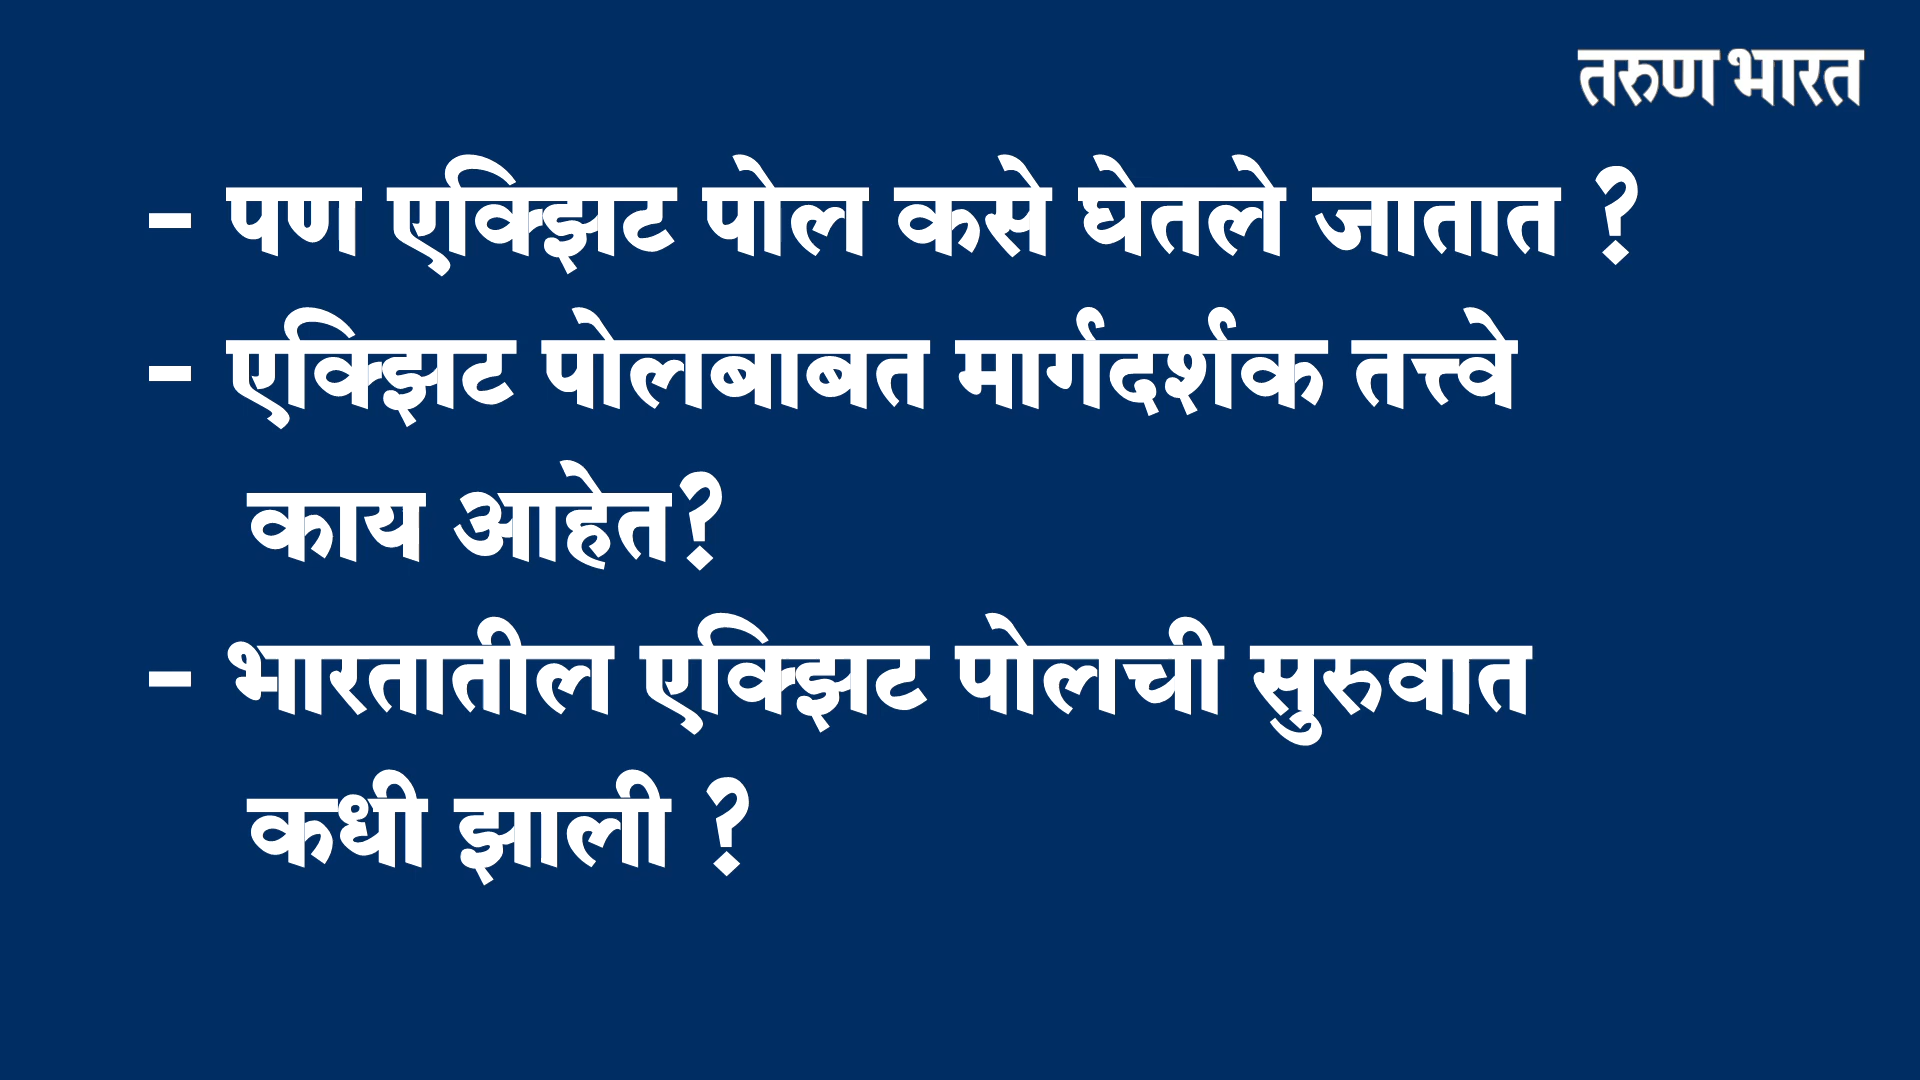 तरुण भारत
- पण एक्झिट पोल कसे घेतले जातात ?
- एक्झिट पोलबाबत मार्गदर्शक तत्त्वे
काय आहेत?
- भारतातील एक्झिट पोलची सुरुवात
कधी झाली ?